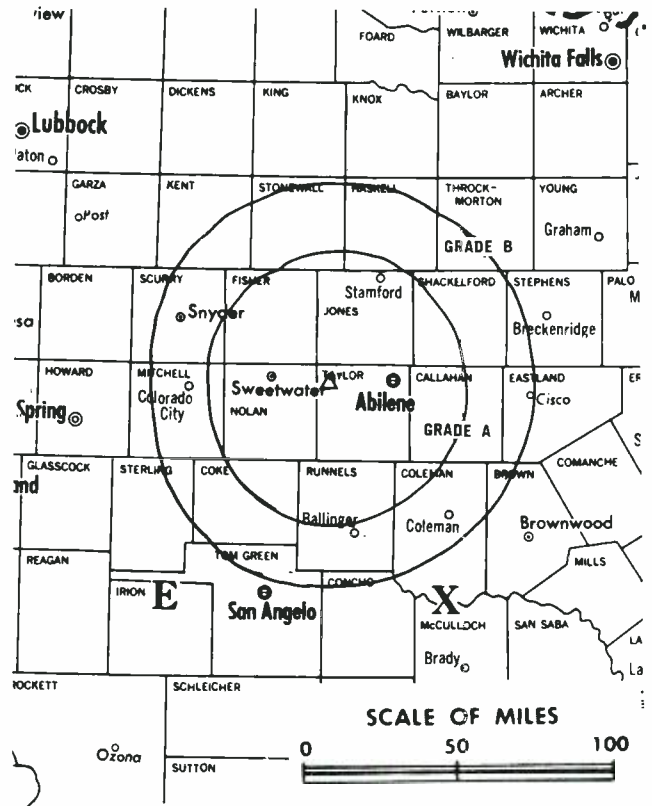 view
FOARD
WILBARGER
WICHITA
Wichita Falls
CROSBY
DICKENS
KING
KNOX
BAYLOR
ARCHER
Lubbock
GARZA
KENT
STONEWALL
HASKELL
THROCK-
MORTON
YOUNG
Post
GRADE B
Graham
BORDEN
SCURRY
FISHER
Stamford
SHACKELFORD
STEPHENS
PALO
Snyder
JONES
Breckenridge
HOWARD
MITCHELL
TAYLOR
CALLAHAN
EASTLAND
Colorado
City
Sweetwater
Abilene
Cisco
Spring
NOLAN
GRADE A
GLASSCOCK
STERLING
COKE
RUNNELS
COLEMAN
BROWN
COMANCHE
Ballinger
Coleman
Brownwood
REAGAN
TOM GREEN
MILLS
IRION
E
CONCHO
X
San Angelo
McCULLOCH
SAN SABA
Brady
SCHLEICHER
SCALE OF MILES
0 50 100
Ozona
SUTTON